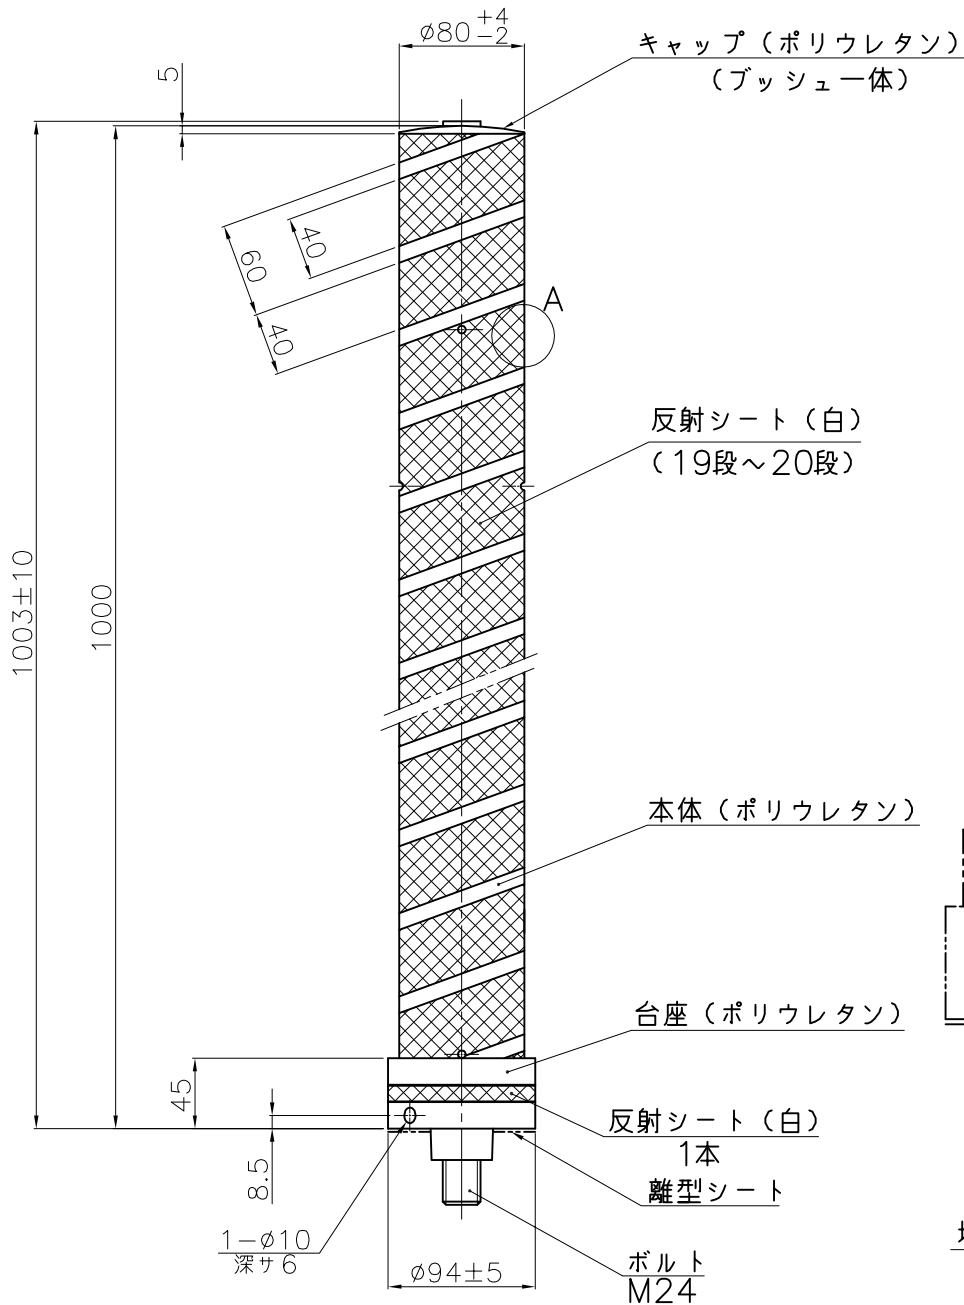 φ80 +4 -2
キャップ（ポリウレタン）
（ブッシュ一体）
5
40
60
40
A
反射シート（白）
（19段～20段）
1003±10
1000
本体（ポリウレタン）
台座（ポリウレタン）
45
8.5
反射シート（白）
1本
離型シート
1−φ10
深サ6
φ94±5
ボルト
M24